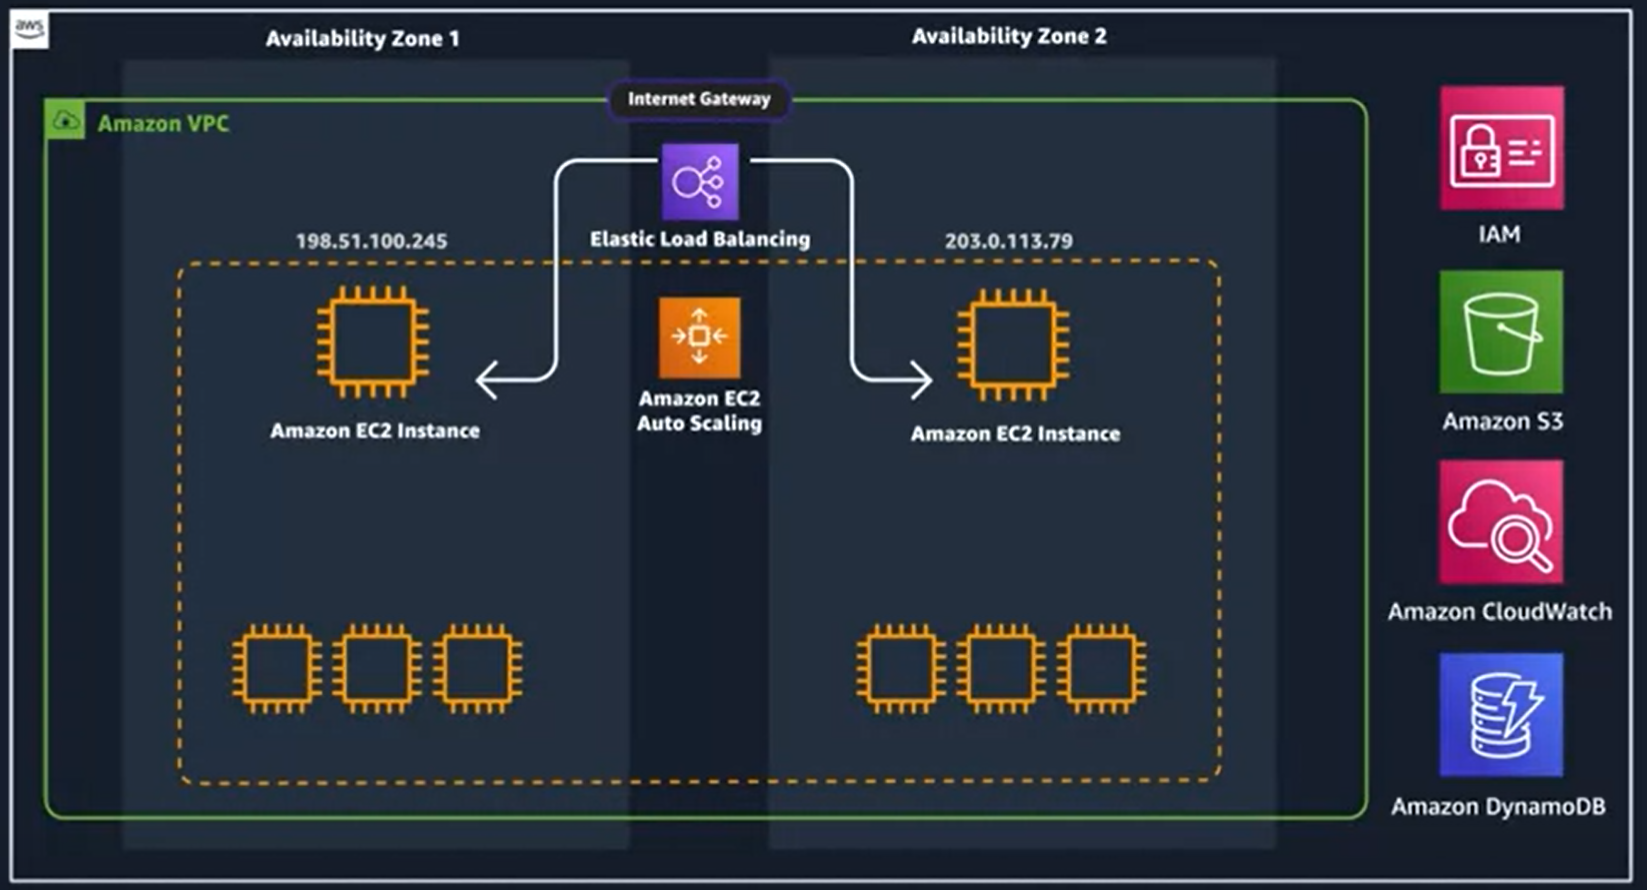 aws
Availability Zone 1
Availability Zone 2
Internet Gateway
Amazon VPC
Elastic Load Balancing
198.51.100.245
203.0.113.79
Amazon EC2
Auto Scaling
Amazon EC2 Instance
Amazon EC2 Instance
IAM
Amazon S3
Amazon CloudWatch
Amazon DynamoDB